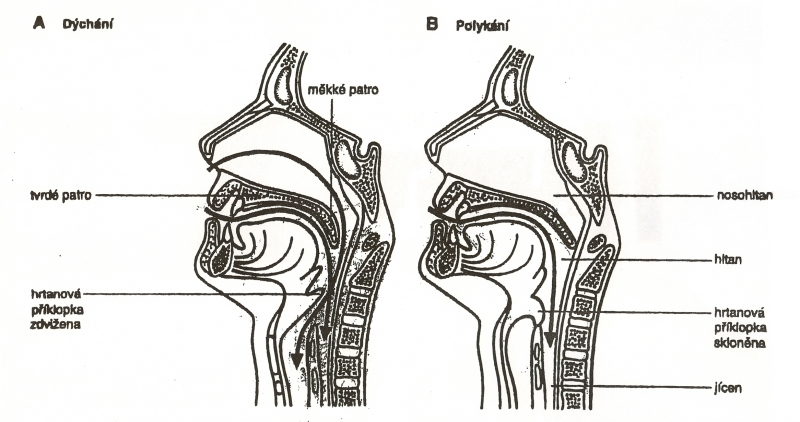 A Dýchání
měkké patro
tvrdé patro
hrtanová
příklopka
zdvižena
B Polykání
nosohltan
hltan
hrtanová
příklopka
skloněna
jícen